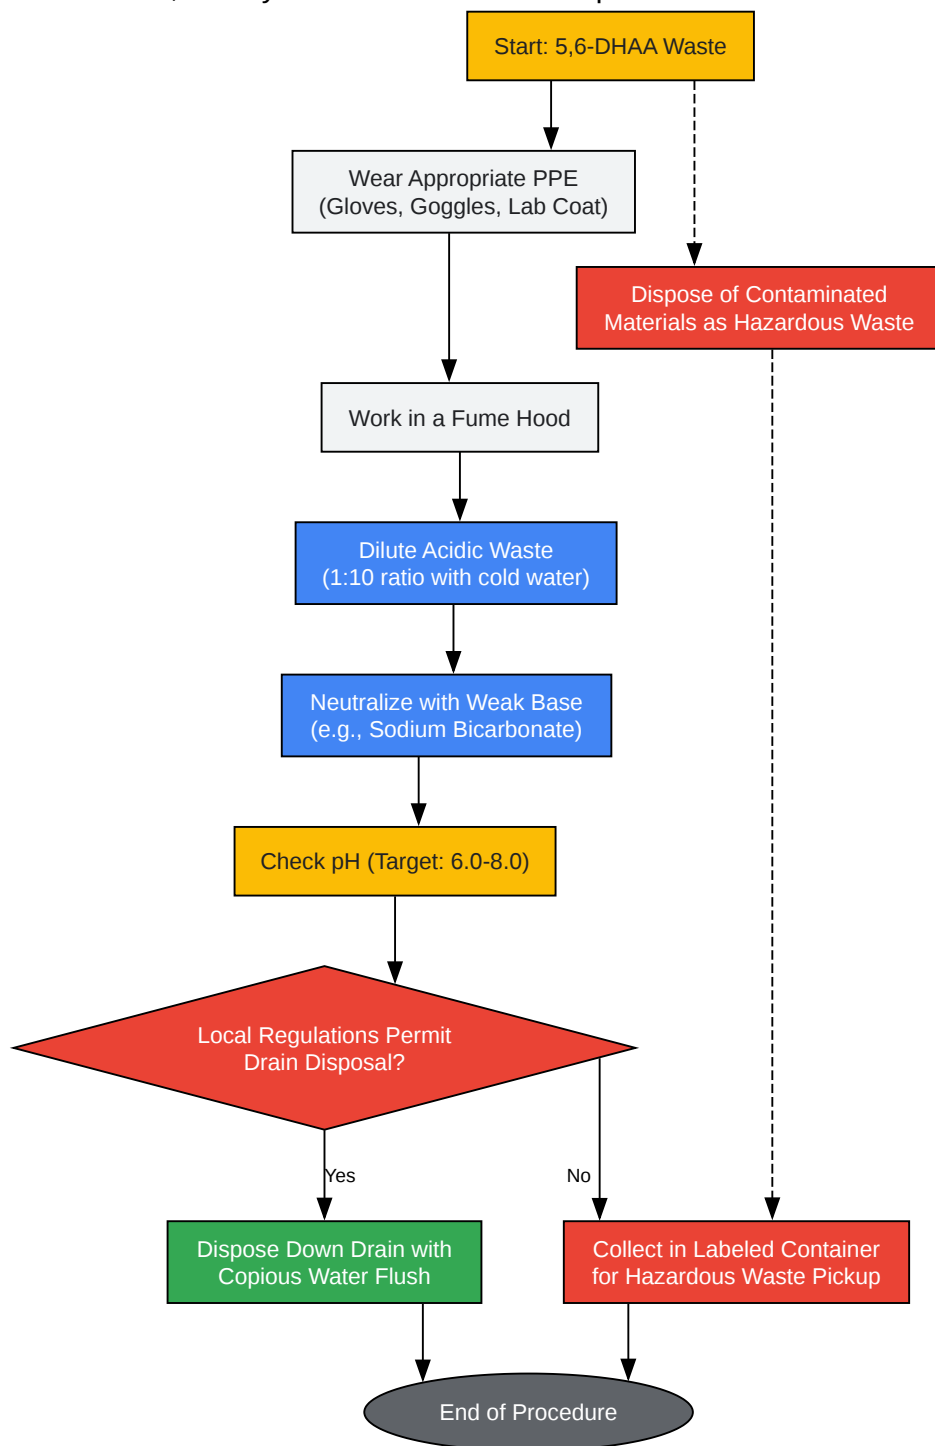 Start: 5,6-DHAA Waste
Wear Appropriate PPE
(Gloves, Goggles, Lab Coat)
Dispose of Contaminated
Materials as Hazardous Waste
Work in a Fume Hood
Dilute Acidic Waste
(1:10 ratio with cold water)
Neutralize with Weak Base
(e.g., Sodium Bicarbonate)
Check pH (Target: 6.0-8.0)
Local Regulations Permit
Drain Disposal?
Yes
No
Dispose Down Drain with
Copious Water Flush
Collect in Labeled Container
for Hazardous Waste Pickup
End of Procedure